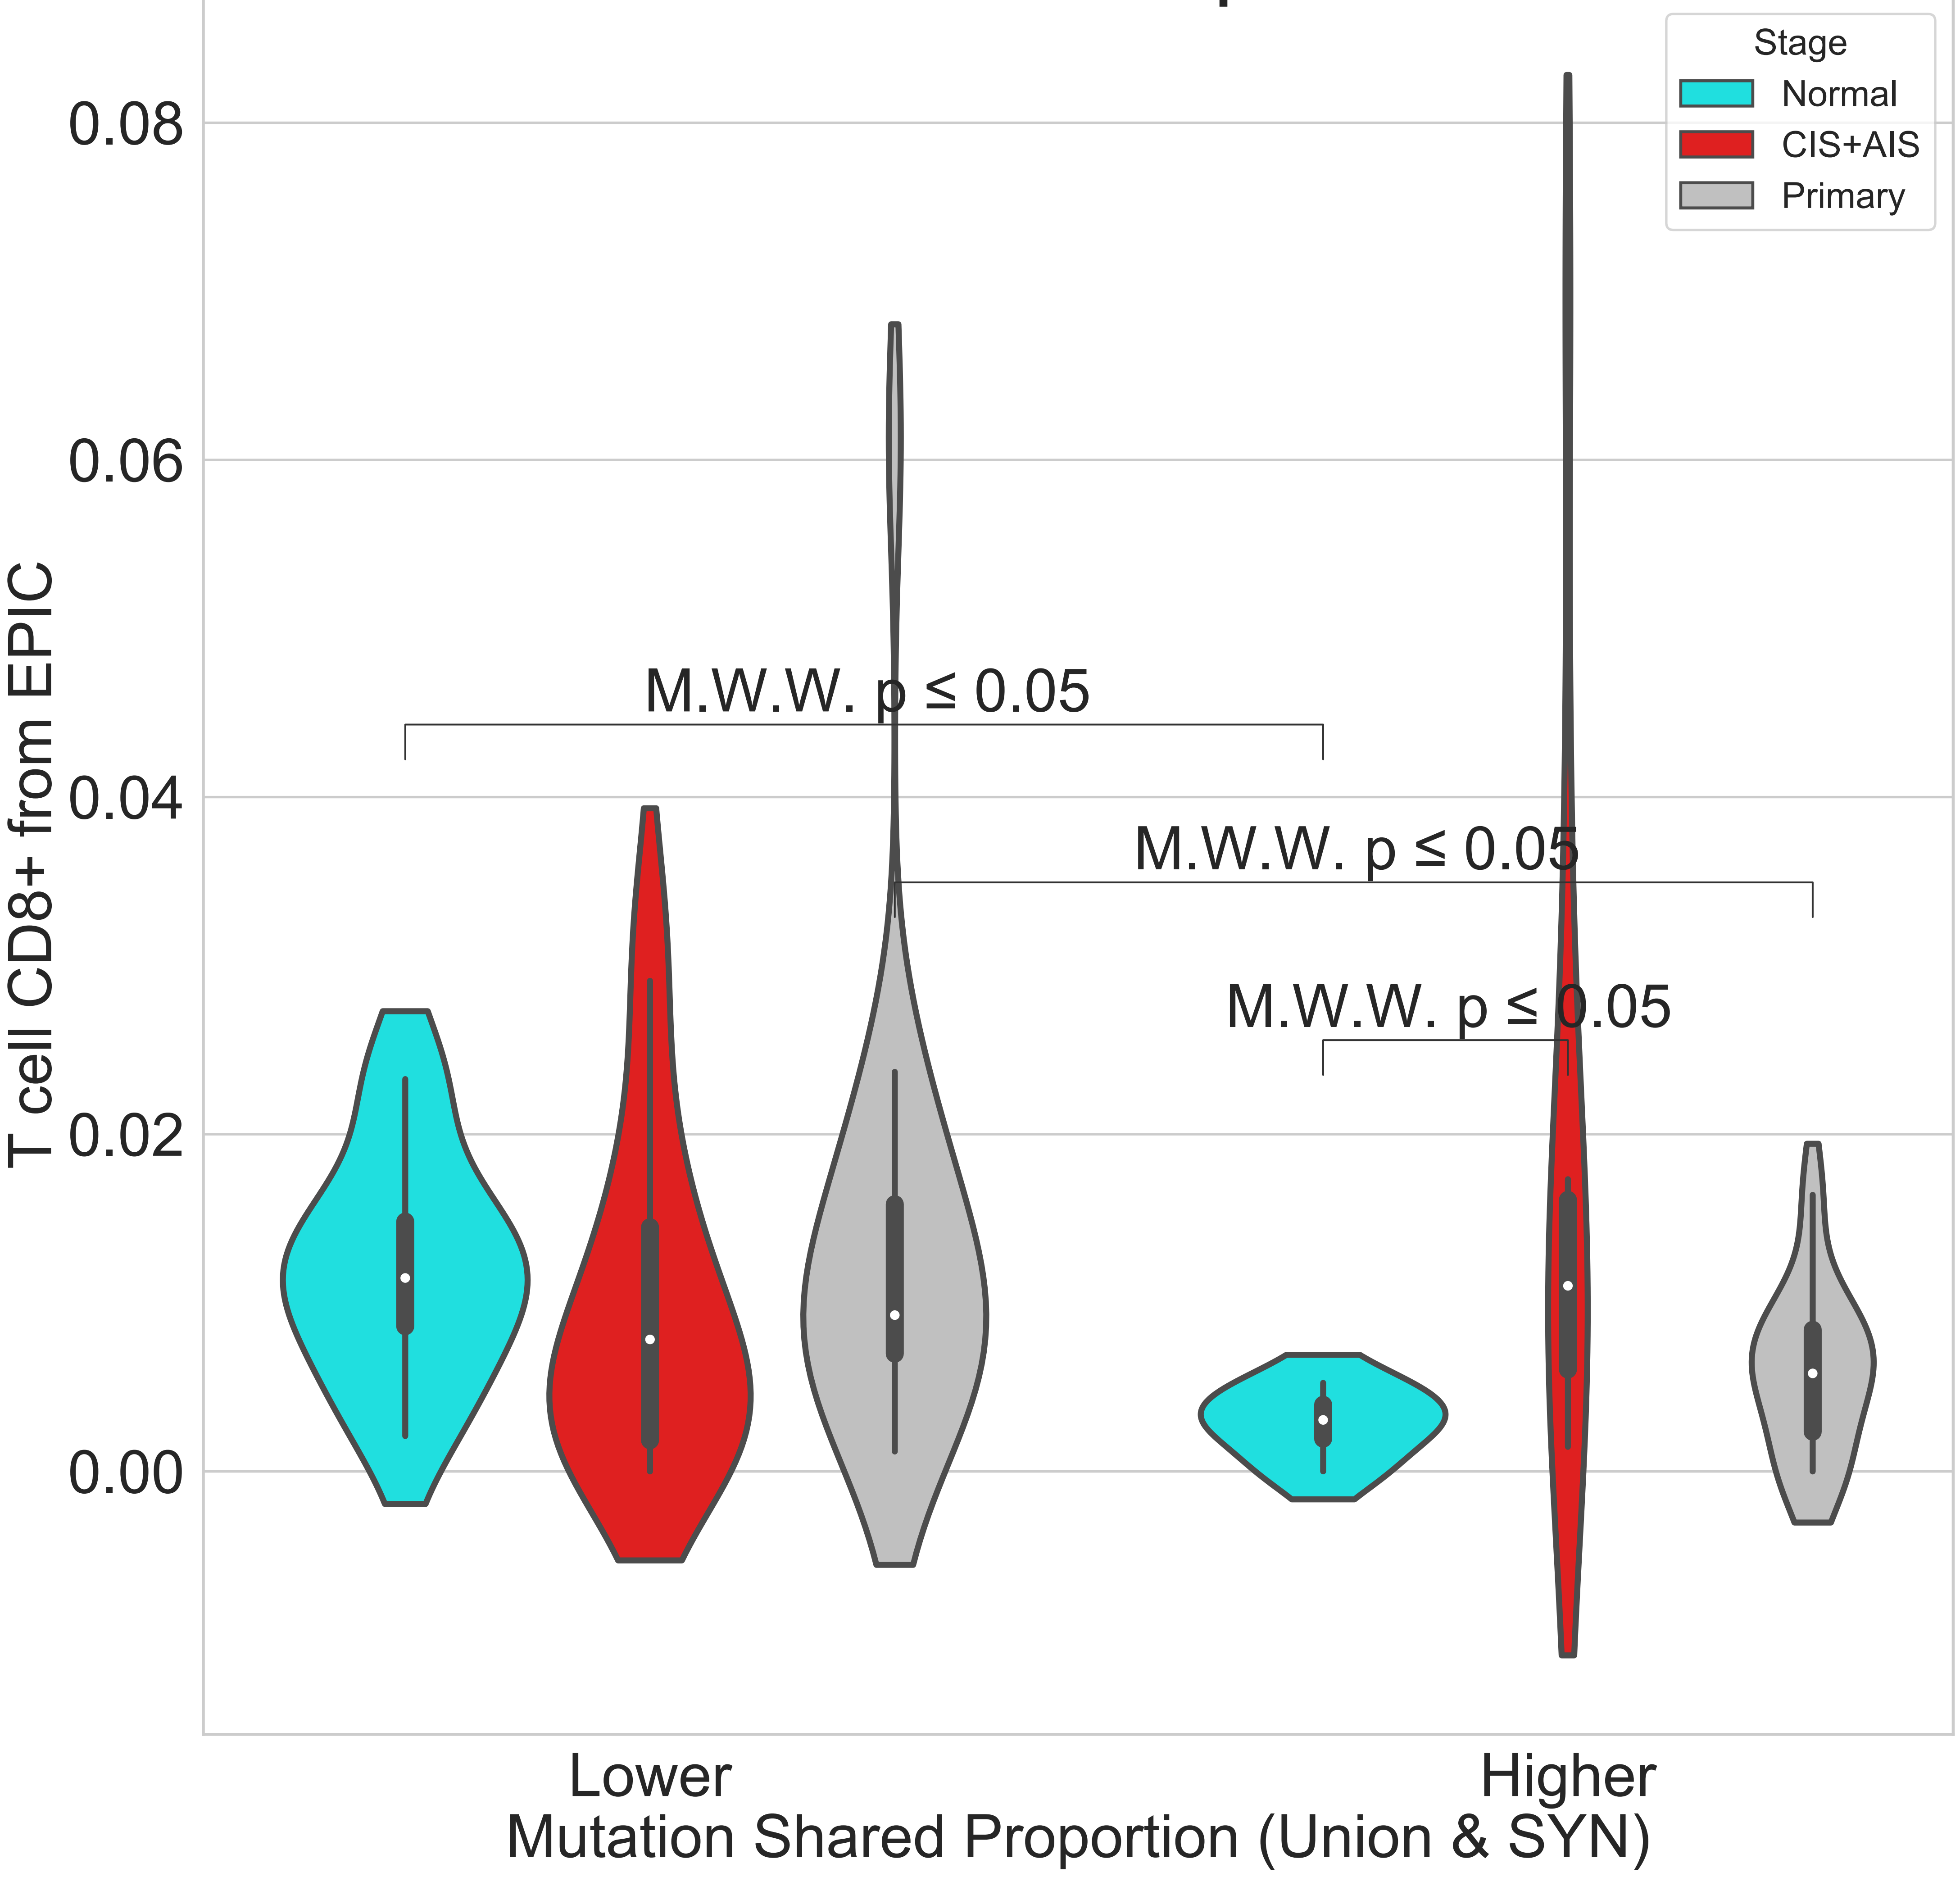 Stage
Normal
CIS+AIS
Primary
T cell CD8+ from EPIC
0.08
0.06
0.04
0.02
0.00
M.W.W. p ≤ 0.05
M.W.W. p ≤ 0.05
M.W.W. p ≤ 0.05
Lower
Higher
Mutation Shared Proportion (Union & SYN)